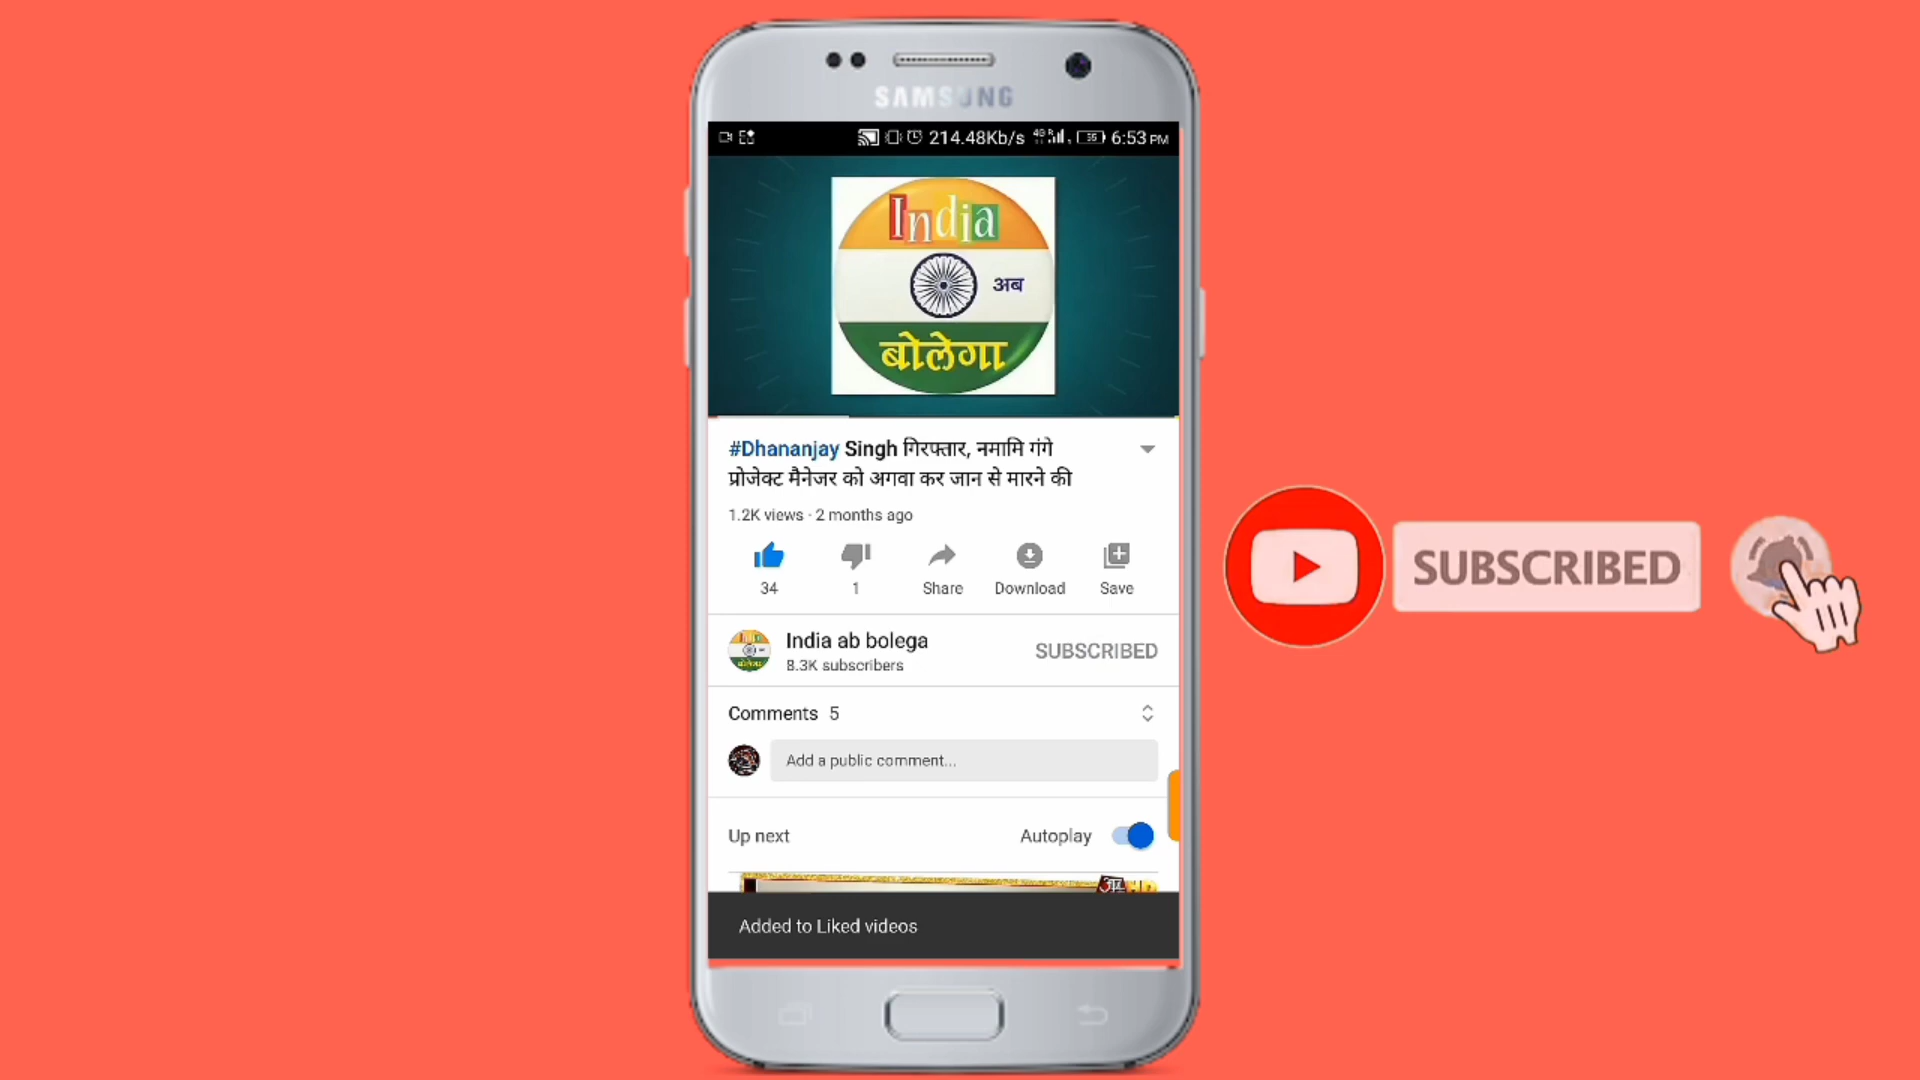 SAMSUNG
214.48Kb/s 4G R 55 6:53 PM
India
अब
बोलेगा
#Dhananjay Singh गिरफ्तार, नमामि गंगे
प्रोजेक्ट मैनेजर को अगवा कर जान से मारने की
1.2K views · 2 months ago
34 1 Share Download Save
India ab bolega
SUBSCRIBED
8.3K subscribers
Comments 5
Add a public comment...
Up next Autoplay
Added to Liked videos
SUBSCRIBED